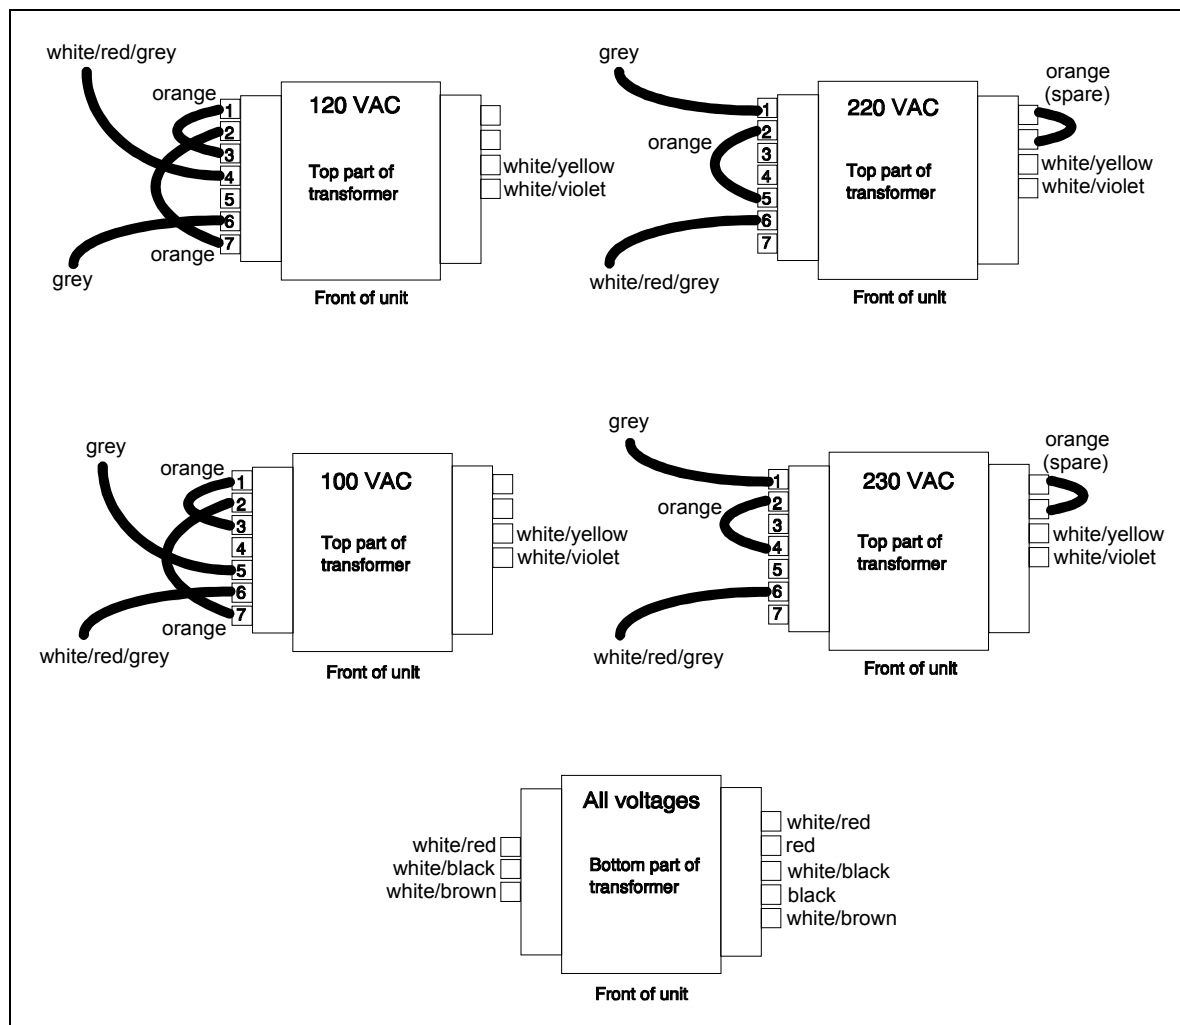 white/red/grey
orange
1
2
3
4
5
6
7
orange
grey
120 VAC
Top part of
transformer
white/yellow
white/violet
Front of unit
grey
orange
1
2
3
4
5
6
7
white/red/grey
220 VAC
Top part of
transformer
orange
(spare)
white/yellow
white/violet
Front of unit
grey
orange
1
2
3
4
5
6
7
orange
white/red/grey
100 VAC
Top part of
transformer
white/yellow
white/violet
Front of unit
grey
orange
1
2
3
4
5
6
7
white/red/grey
230 VAC
Top part of
transformer
orange
(spare)
white/yellow
white/violet
Front of unit
All voltages
white/red
white/black
white/brown
Bottom part of
transformer
white/red
red
white/black
black
white/brown
Front of unit